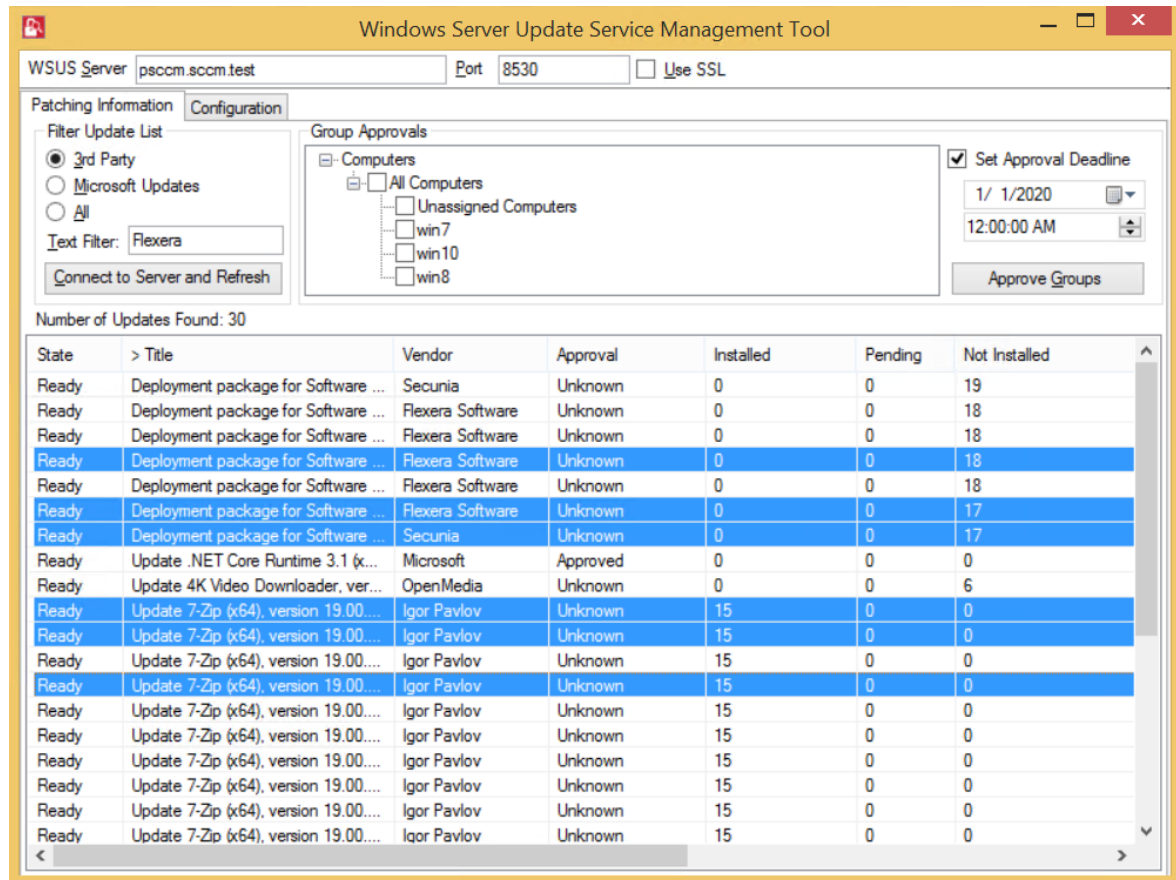 Windows Server Update Service Management Tool
WSUS Server psccm.sccm.test Port 8530 Use SSL
Patching Information Configuration
Filter Update List Group Approvals
3rd Party
Microsoft Updates
All
Text Filter: Flexera
Connect to Server and Refresh
Computers
All Computers
Unassigned Computers
win7
win10
win8
Set Approval Deadline
1/ 1/2020
12:00:00 AM
Approve Groups
Number of Updates Found: 30
State > Title Vendor Approval Installed Pending Not Installed
Ready Deployment package for Software ... Secunia Unknown 0 0 19
Ready Deployment package for Software ... Flexera Software Unknown 0 0 18
Ready Deployment package for Software ... Flexera Software Unknown 0 0 18
Ready Deployment package for Software ... Flexera Software Unknown 0 0 18
Ready Deployment package for Software ... Flexera Software Unknown 0 0 18
Ready Deployment package for Software ... Flexera Software Unknown 0 0 17
Ready Deployment package for Software ... Secunia Unknown 0 0 17
Ready Update .NET Core Runtime 3.1 (x... Microsoft Approved 0 0 0
Ready Update 4K Video Downloader, ver... OpenMedia Unknown 0 0 6
Ready Update 7-Zip (x64), version 19.00.... Igor Pavlov Unknown 15 0 0
Ready Update 7-Zip (x64), version 19.00.... Igor Pavlov Unknown 15 0 0
Ready Update 7-Zip (x64), version 19.00.... Igor Pavlov Unknown 15 0 0
Ready Update 7-Zip (x64), version 19.00.... Igor Pavlov Unknown 15 0 0
Ready Update 7-Zip (x64), version 19.00.... Igor Pavlov Unknown 15 0 0
Ready Update 7-Zip (x64), version 19.00.... Igor Pavlov Unknown 15 0 0
Ready Update 7-Zip (x64), version 19.00.... Igor Pavlov Unknown 15 0 0
Ready Update 7-Zip (x64), version 19.00.... Igor Pavlov Unknown 15 0 0
Ready Update 7-Zip (x64), version 19.00.... Igor Pavlov Unknown 15 0 0
Ready Update 7-Zip (x64), version 19.00.... Igor Pavlov Unknown 15 0 0